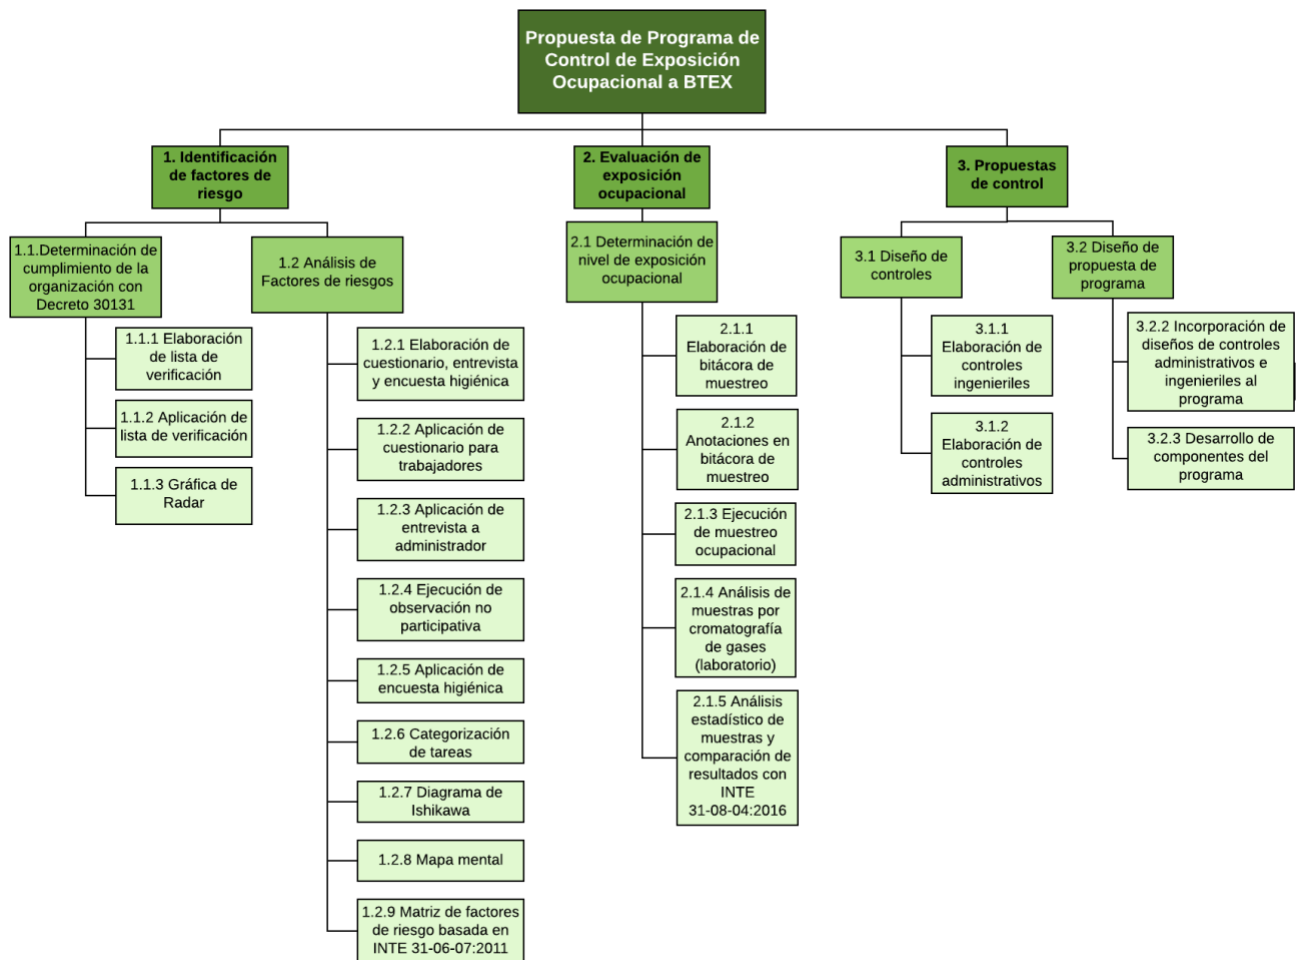 Propuesta de Programa de
Control de Exposición
Ocupacional a BTEX
1. Identificación
de factores de
riesgo
2. Evaluación de
exposición
ocupacional
3. Propuestas
de control
1.1.Determinación de
cumplimiento de la
organización con
Decreto 30131
1.2 Análisis de
Factores de riesgos
2.1 Determinación de
nivel de exposición
ocupacional
3.1 Diseño de
controles
3.2 Diseño de
propuesta de
programa
1.1.1 Elaboración
de lista de
verificación
1.1.2 Aplicación de
lista de verificación
1.1.3 Gráfica de
Radar
1.2.1 Elaboración de
cuestionario, entrevista
y encuesta higiénica
1.2.2 Aplicación de
cuestionario para
trabajadores
1.2.3 Aplicación de
entrevista a
administrador
1.2.4 Ejecución de
observación no
participativa
1.2.5 Aplicación de
encuesta higiénica
1.2.6 Categorización
de tareas
1.2.7 Diagrama de
Ishikawa
1.2.8 Mapa mental
1.2.9 Matriz de factores
de riesgo basada en
INTE 31-06-07:2011
2.1.1
Elaboración de
bitácora de
muestreo
2.1.2
Anotaciones en
bitácora de
muestreo
2.1.3 Ejecución
de muestreo
ocupacional
2.1.4 Análisis de
muestras por
cromatografía
de gases
(laboratorio)
2.1.5 Análisis
estadístico de
muestras y
comparación de
resultados con
INTE
31-08-04:2016
3.1.1
Elaboración de
controles
ingenieriles
3.1.2
Elaboración de
controles
administrativos
3.2.2 Incorporación de
diseños de controles
administrativos e
ingenieriles al
programa
3.2.3 Desarrollo de
componentes del
programa